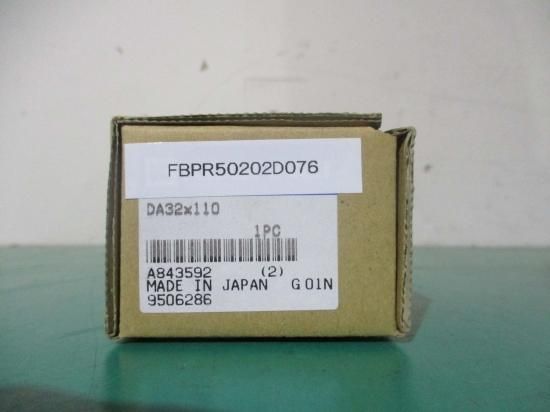 FBPR50202D076
DA32x110
1PC
A843592 (2)
MADE IN JAPAN G01N
9506286